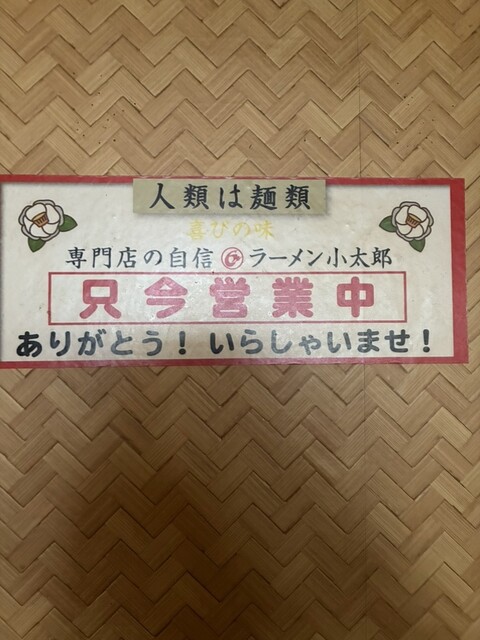 人類は麺類
喜びの味
専門店の自信 ラーメン小太郎
只今営業中
ありがとう！いらしゃいませ！